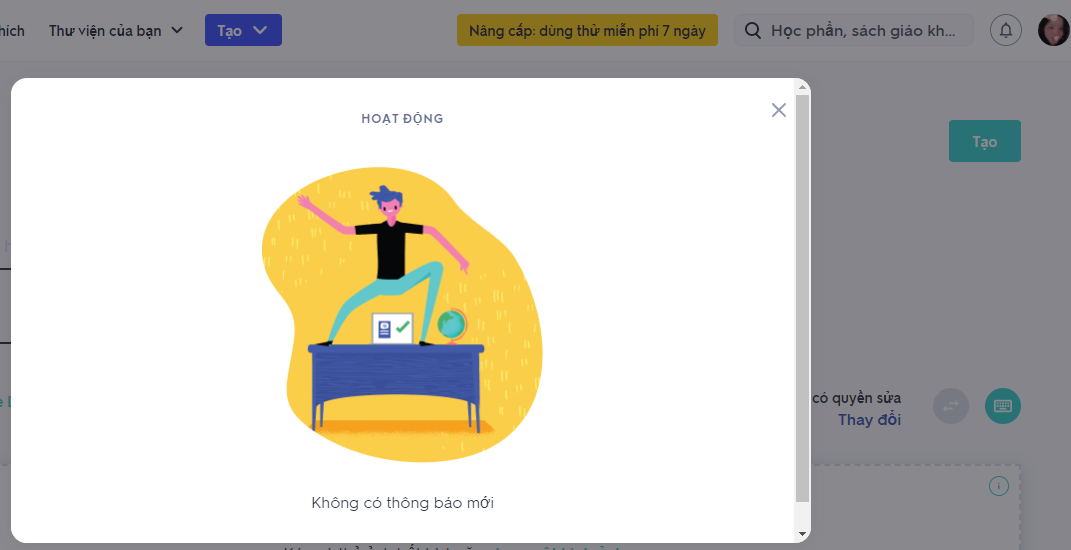 Thư viện của bạn
Tạo
Nâng cấp: dùng thử miễn phí 7 ngày
Học phần, sách giáo kh...
HOẠT ĐỘNG
Tạo
có quyền sửa
Thay đổi
Không có thông báo mới